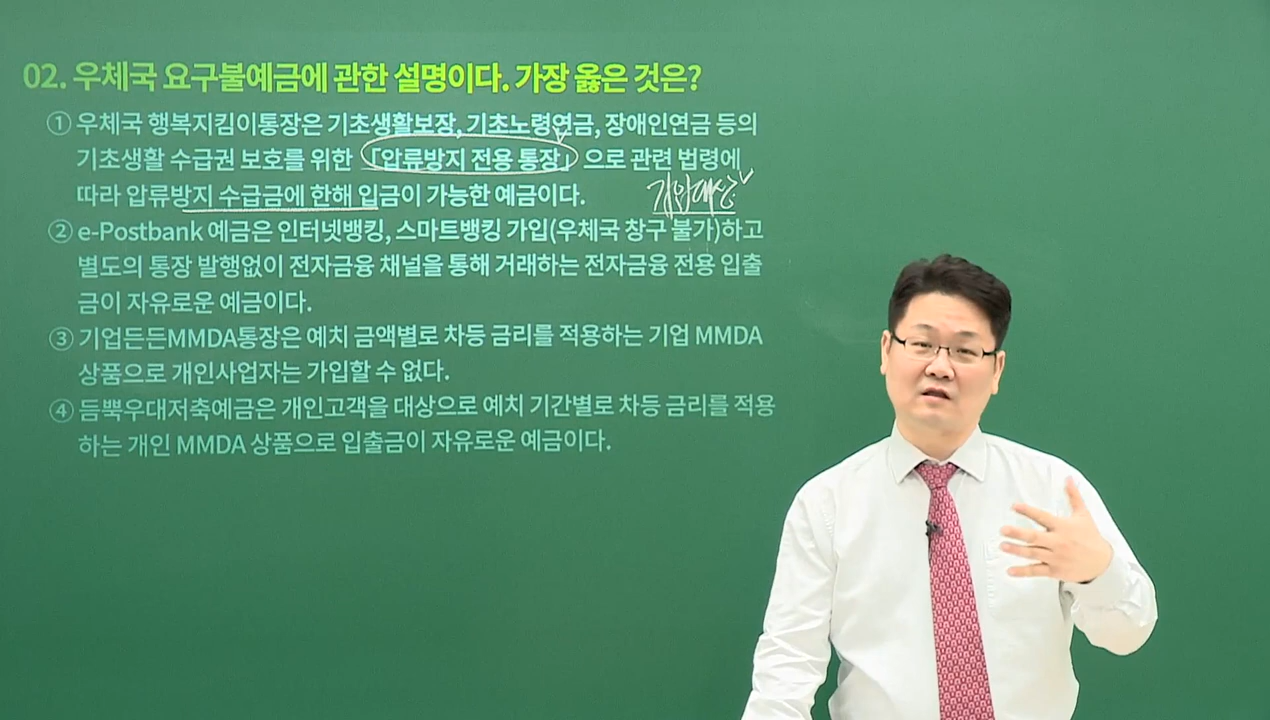 02. 우체국 요구불예금에 관한 설명이다. 가장 옳은 것은?
① 우체국 행복지킴이통장은 기초생활보장, 기초노령연금, 장애인연금 등의
기초생활 수급권 보호를 위한 「압류방지 전용 통장」 으로 관련 법령에
따라 압류방지 수급금에 한해 입금이 가능한 예금이다.
가입대상
② e-Postbank 예금은 인터넷뱅킹, 스마트뱅킹 가입(우체국 창구 불가)하고
별도의 통장 발행없이 전자금융 채널을 통해 거래하는 전자금융 전용 입출
금이 자유로운 예금이다.
③ 기업든든MMDA통장은 예치 금액별로 차등 금리를 적용하는 기업 MMDA
상품으로 개인사업자는 가입할 수 없다.
④ 듬뿍우대저축예금은 개인고객을 대상으로 예치 기간별로 차등 금리를 적용
하는 개인 MMDA 상품으로 입출금이 자유로운 예금이다.